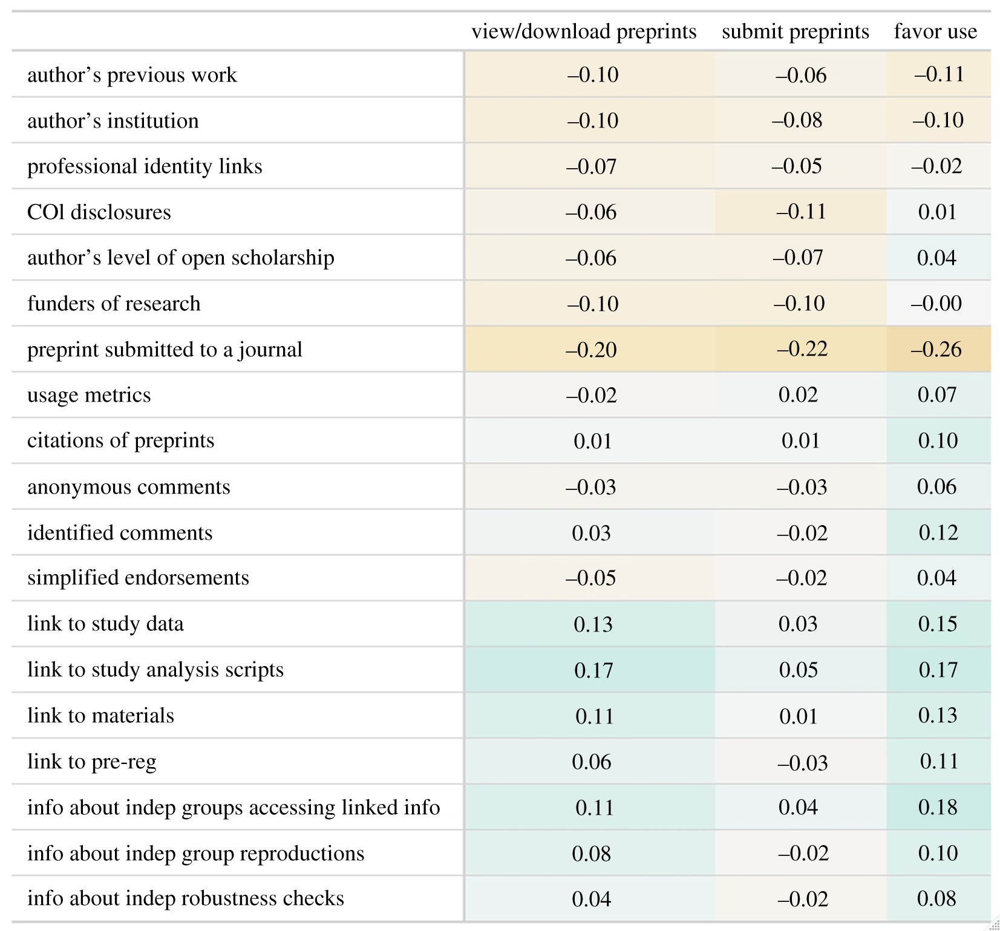 view/download preprints submit preprints favor use
author’s previous work –0.10 –0.06 –0.11
author’s institution –0.10 –0.08 –0.10
professional identity links –0.07 –0.05 –0.02
COl disclosures –0.06 –0.11 0.01
author’s level of open scholarship –0.06 –0.07 0.04
funders of research –0.10 –0.10 –0.00
preprint submitted to a journal –0.20 –0.22 –0.26
usage metrics –0.02 0.02 0.07
citations of preprints 0.01 0.01 0.10
anonymous comments –0.03 –0.03 0.06
identified comments 0.03 –0.02 0.12
simplified endorsements –0.05 –0.02 0.04
link to study data 0.13 0.03 0.15
link to study analysis scripts 0.17 0.05 0.17
link to materials 0.11 0.01 0.13
link to pre-reg 0.06 –0.03 0.11
info about indep groups accessing linked info 0.11 0.04 0.18
info about indep group reproductions 0.08 –0.02 0.10
info about indep robustness checks 0.04 –0.02 0.08